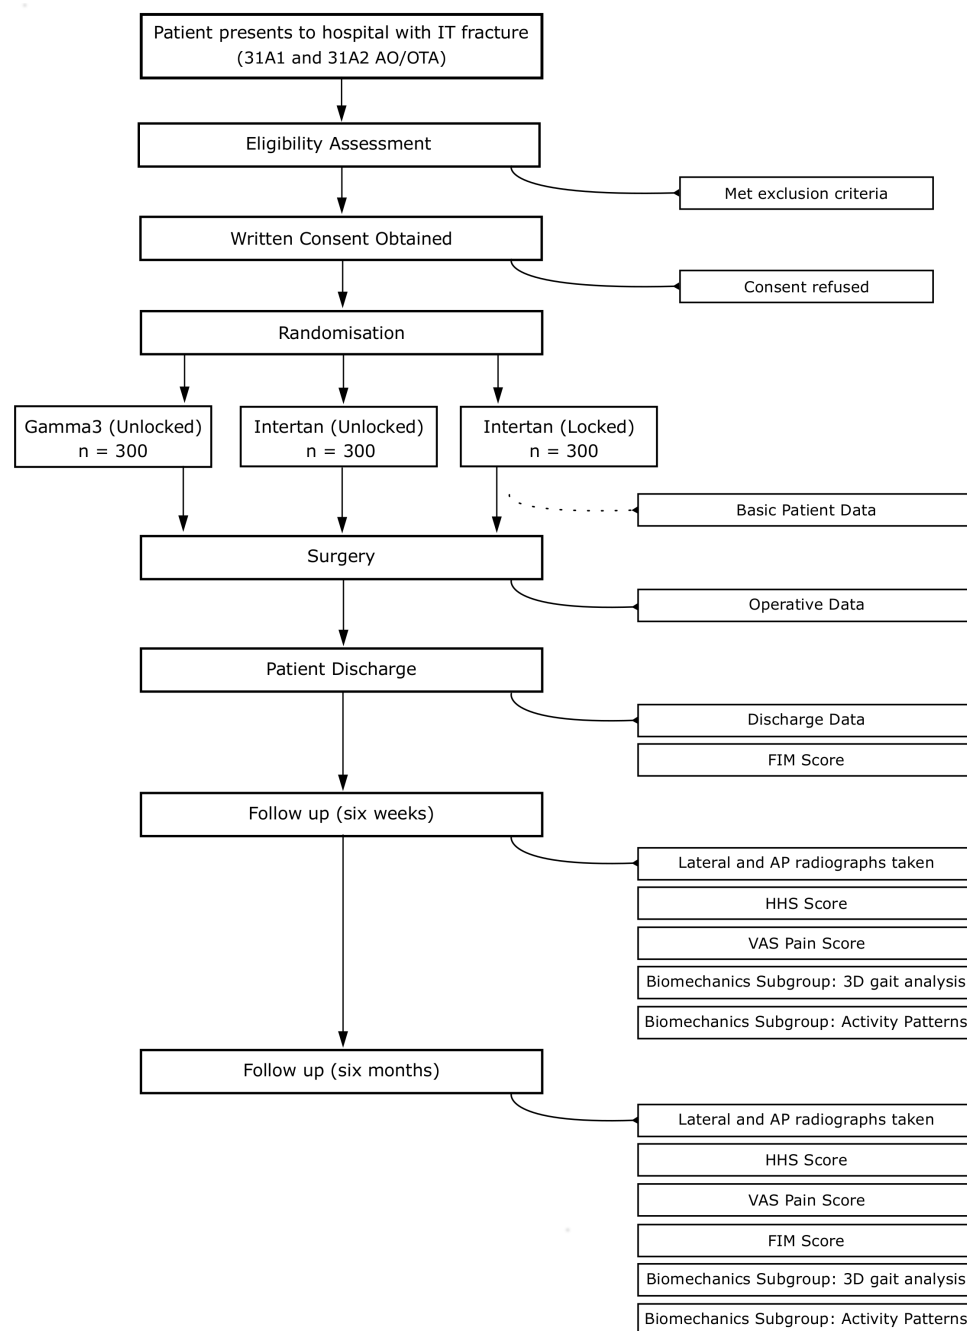 Patient presents to hospital with IT fracture
(31A1 and 31A2 AO/OTA)
Eligibility Assessment
Met exclusion criteria
Written Consent Obtained
Consent refused
Randomisation
Gamma3 (Unlocked)
n = 300
Intertan (Unlocked)
n = 300
Intertan (Locked)
n = 300
Basic Patient Data
Surgery
Operative Data
Patient Discharge
Discharge Data
FIM Score
Follow up (six weeks)
Lateral and AP radiographs taken
HHS Score
VAS Pain Score
Biomechanics Subgroup: 3D gait analysis
Biomechanics Subgroup: Activity Patterns
Follow up (six months)
Lateral and AP radiographs taken
HHS Score
VAS Pain Score
FIM Score
Biomechanics Subgroup: 3D gait analysis
Biomechanics Subgroup: Activity Patterns